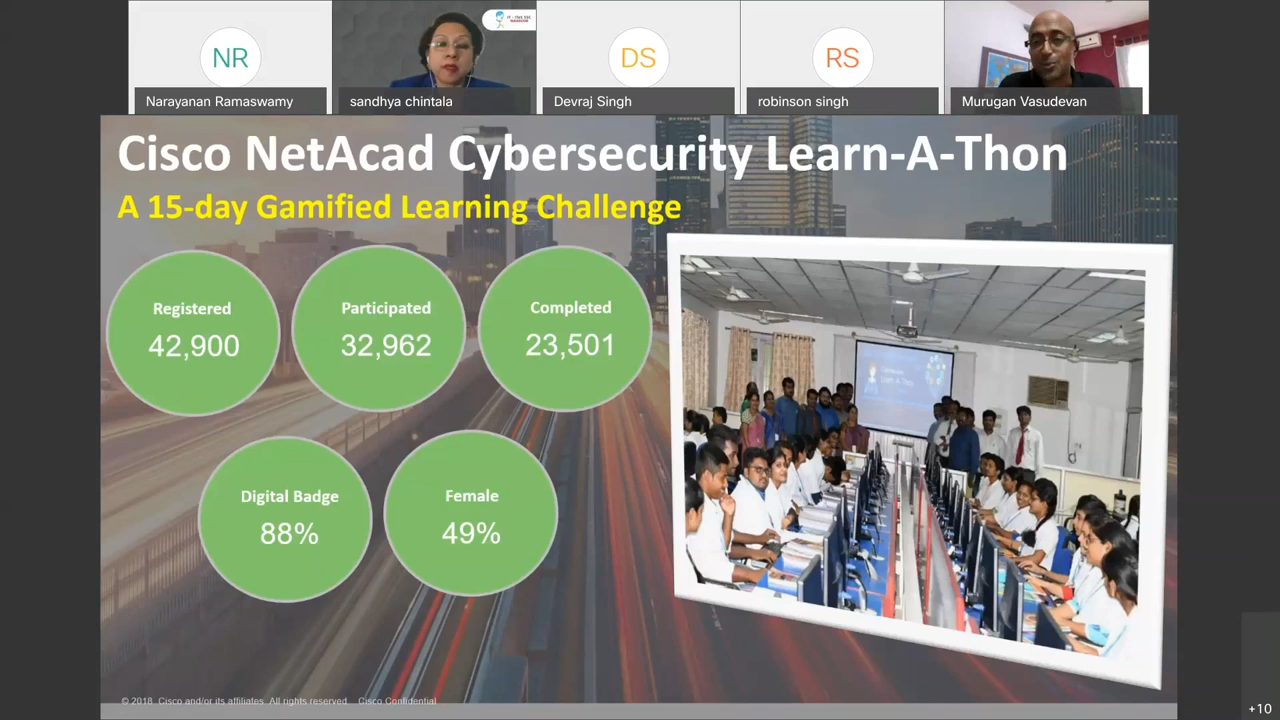 NR
DS
RS
Narayanan Ramaswamy
sandhya chintala
Devraj Singh
robinson singh
Murugan Vasudevan
Cisco NetAcad Cybersecurity Learn-A-Thon
A 15-day Gamified Learning Challenge
Registered
42,900
Participated
32,962
Completed
23,501
Digital Badge
88%
Female
49%
Learn-A-Thon
© 2018 Cisco and/or its affiliates. All rights reserved. Cisco Confidential
+10